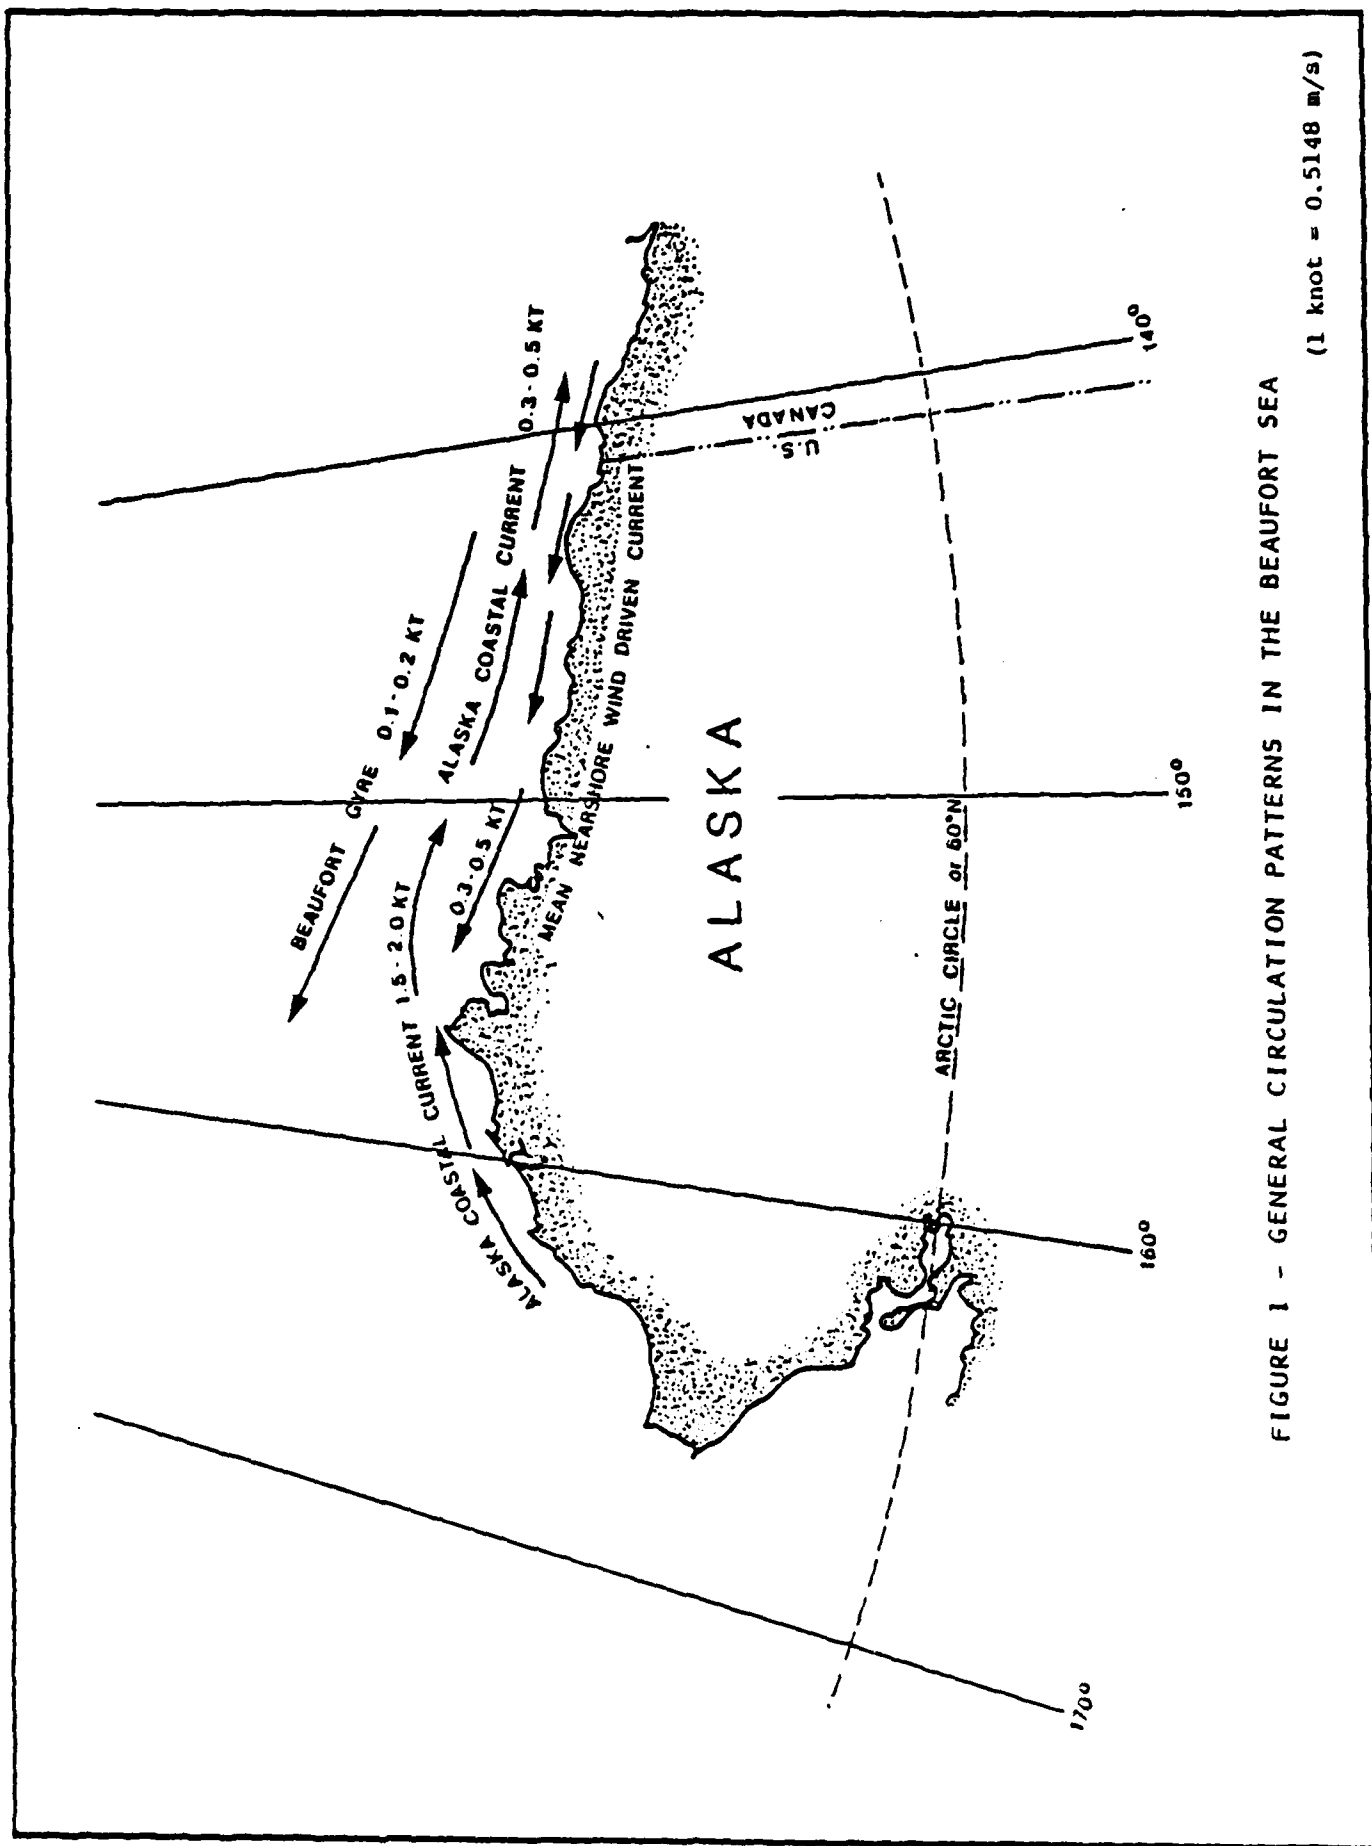 BEAUFORT GYRE 0.1-0.2 KT
ALASKA COASTAL CURRENT 1.5-2.0 KT
ALASKA COASTAL CURRENT 0.3-0.5 KT
0.3-0.5 KT
MEAN NEARSHORE WIND DRIVEN CURRENT
ALASKA
U.S.
CANADA
ARCTIC CIRCLE or 60°N
170°
160°
150°
140°
FIGURE 1 - GENERAL CIRCULATION PATTERNS IN THE BEAUFORT SEA
(1 knot = 0.5148 m/s)